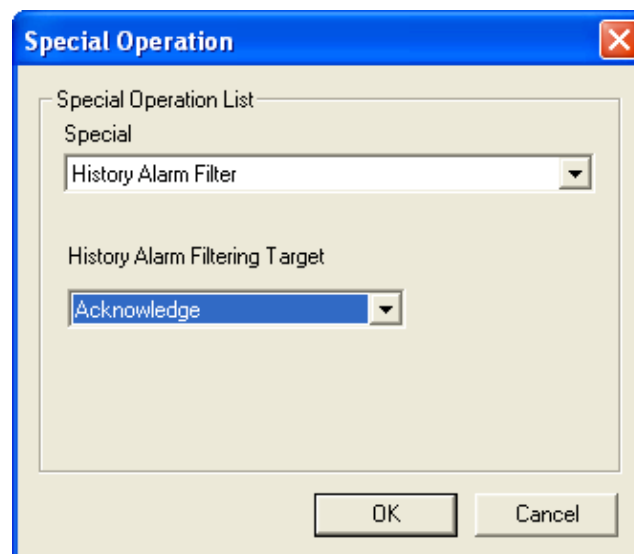 Special Operation
Special Operation List
Special
History Alarm Filter
History Alarm Filtering Target
Acknowledge
OK Cancel